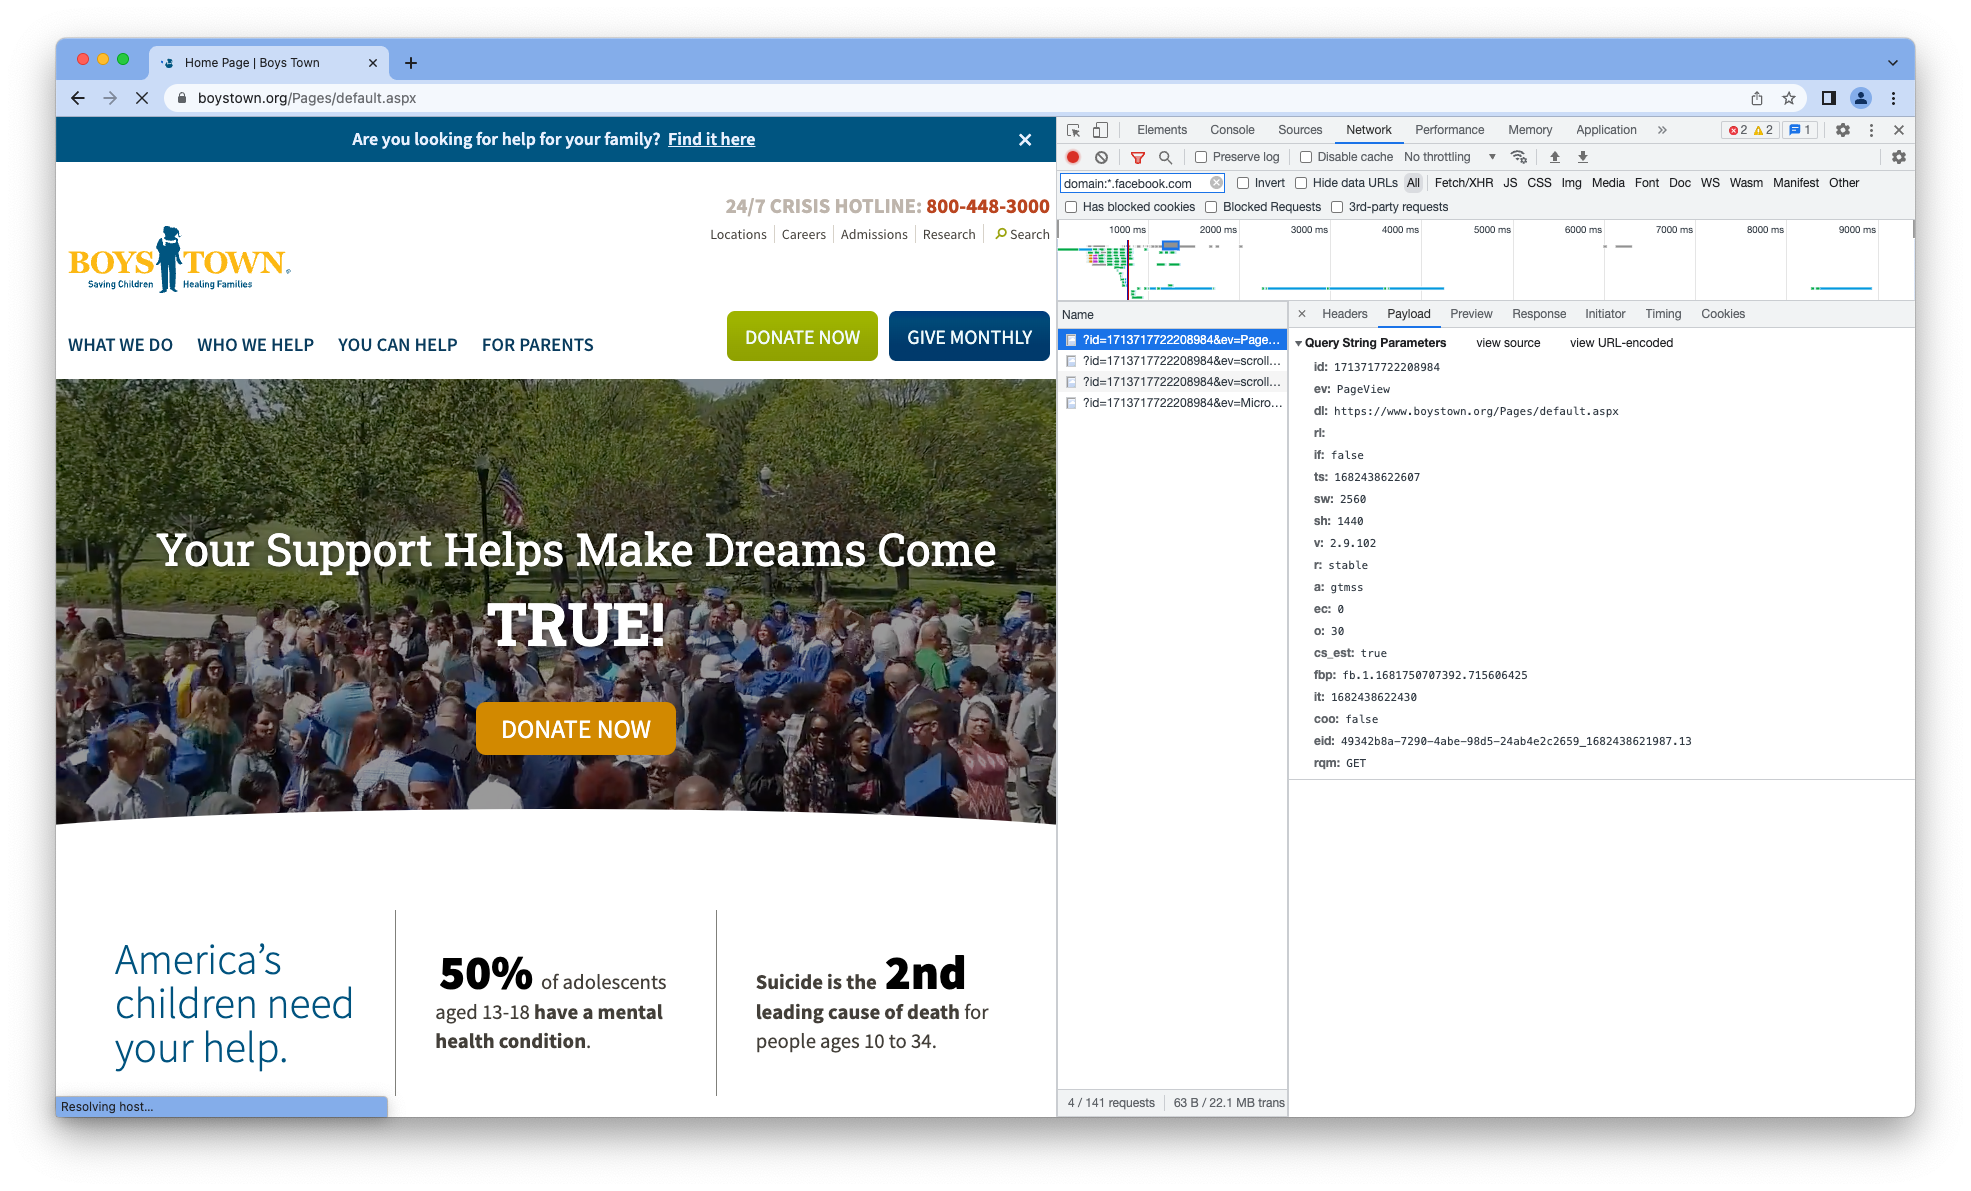 Home Page | Boys Town
boystown.org/Pages/default.aspx
Are you looking for help for your family? Find it here
24/7 CRISIS HOTLINE: 800-448-3000
Locations Careers Admissions Research Search
BOYS TOWN
Saving Children Healing Families
WHAT WE DO WHO WE HELP YOU CAN HELP FOR PARENTS
DONATE NOW GIVE MONTHLY
Your Support Helps Make Dreams Come
TRUE!
DONATE NOW
America's
children need
your help.
50% of adolescents
aged 13-18 have a mental
health condition.
Suicide is the 2nd
leading cause of death for
people ages 10 to 34.
Resolving host...
Elements Console Sources Network Performance Memory Application 2 2 1
Preserve log Disable cache No throttling
domain:*.facebook.com Invert Hide data URLs All Fetch/XHR JS CSS Img Media Font Doc WS Wasm Manifest Other
Has blocked cookies Blocked Requests 3rd-party requests
1000 ms 2000 ms 3000 ms 4000 ms 5000 ms 6000 ms 7000 ms 8000 ms 9000 ms
Name
?id=1713717722208984&ev=Page...
?id=1713717722208984&ev=scroll...
?id=1713717722208984&ev=scroll...
?id=1713717722208984&ev=Micro...
4 / 141 requests 63 B / 22.1 MB trans
Headers Payload Preview Response Initiator Timing Cookies
Query String Parameters view source view URL-encoded
id: 1713717722208984
ev: PageView
dl: https://www.boystown.org/Pages/default.aspx
rl:
if: false
ts: 1682438622607
sw: 2560
sh: 1440
v: 2.9.102
r: stable
a: gtmss
ec: 0
o: 30
cs_est: true
fbp: fb.1.1681750707392.715606425
it: 1682438622430
coo: false
eid: 49342b8a-7290-4abe-98d5-24ab4e2c2659_1682438621987.13
rqm: GET